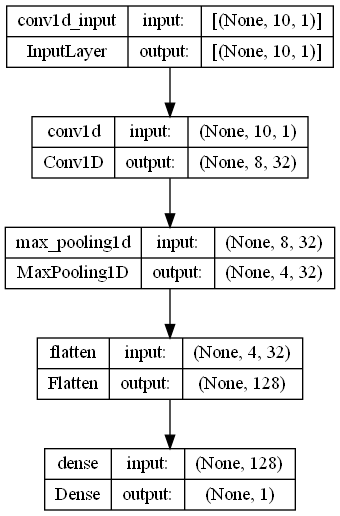 conv1d_input input: [(None, 10, 1)]
InputLayer output: [(None, 10, 1)]
conv1d input: (None, 10, 1)
Conv1D output: (None, 8, 32)
max_pooling1d input: (None, 8, 32)
MaxPooling1D output: (None, 4, 32)
flatten input: (None, 4, 32)
Flatten output: (None, 128)
dense input: (None, 128)
Dense output: (None, 1)